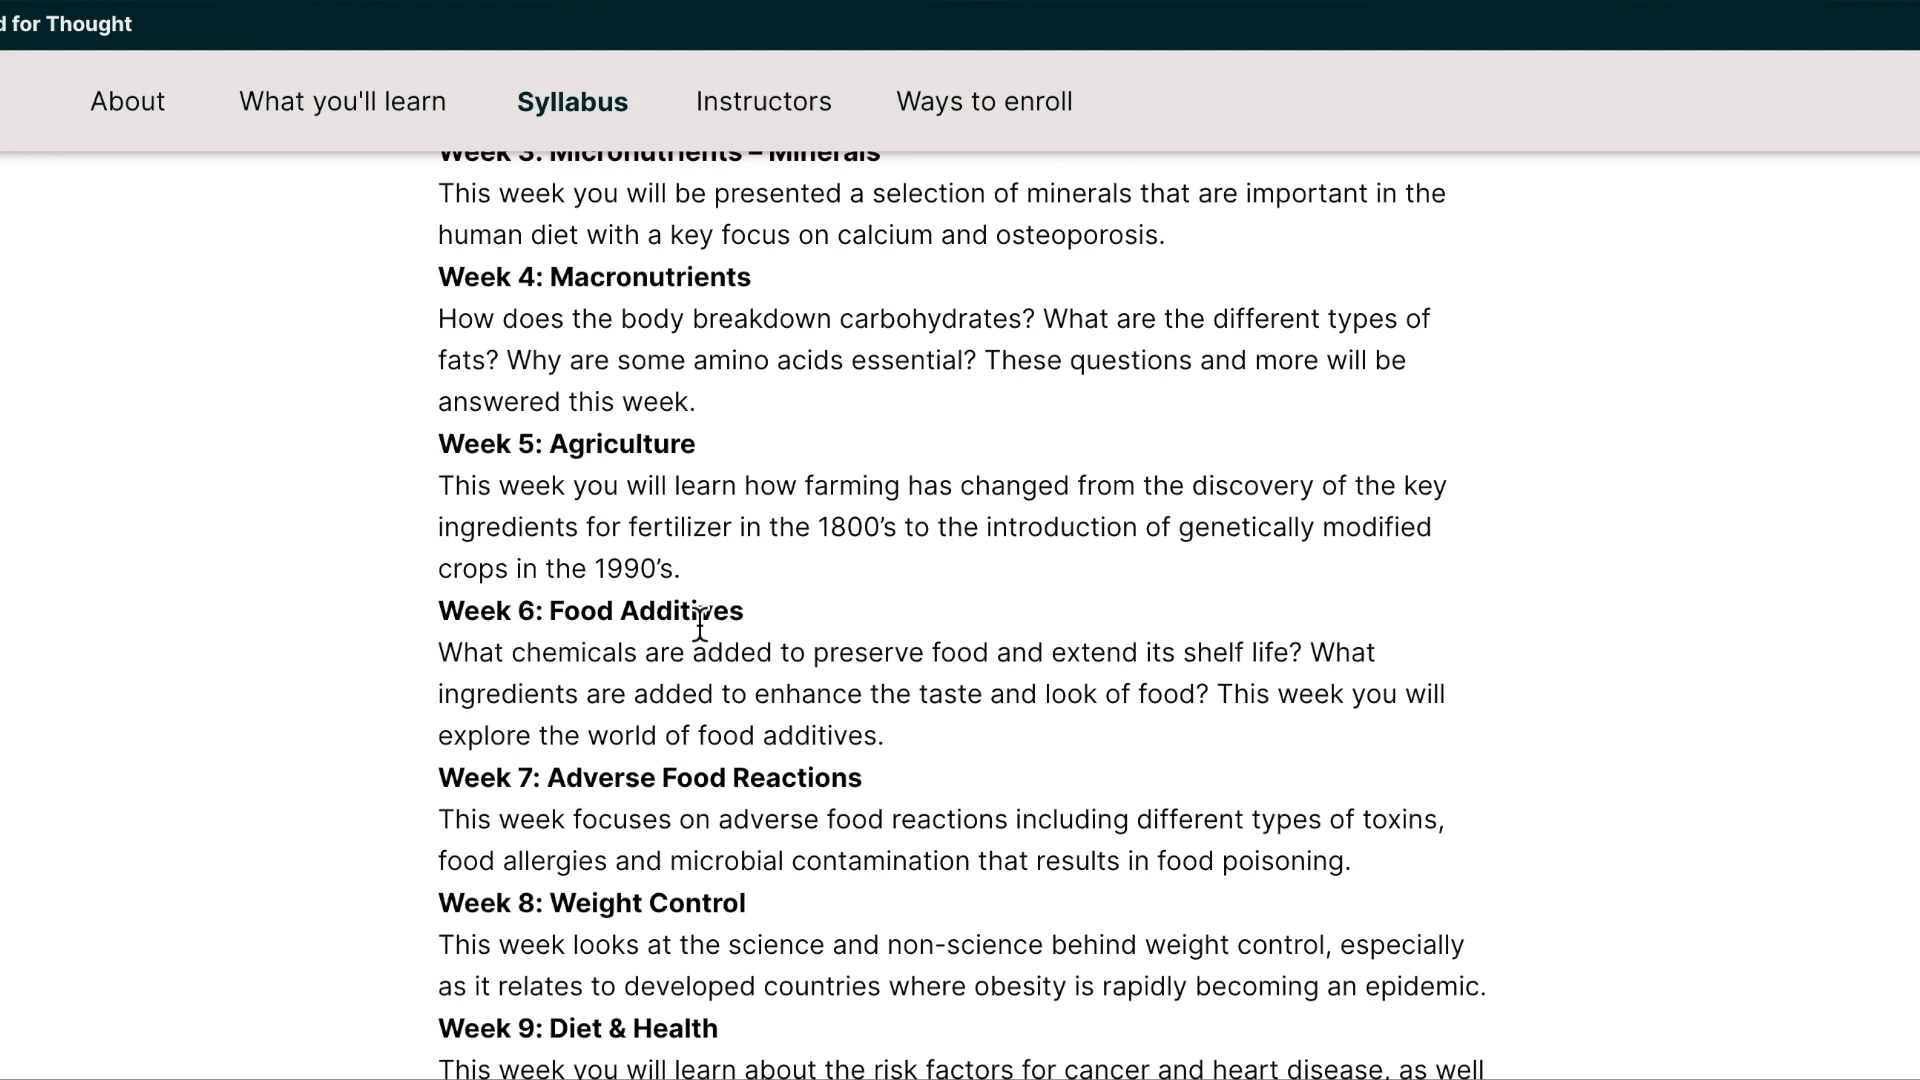 d for Thought
About What you'll learn Syllabus Instructors Ways to enroll
Week 3: Micronutrients – Minerals
This week you will be presented a selection of minerals that are important in the
human diet with a key focus on calcium and osteoporosis.
Week 4: Macronutrients
How does the body breakdown carbohydrates? What are the different types of
fats? Why are some amino acids essential? These questions and more will be
answered this week.
Week 5: Agriculture
This week you will learn how farming has changed from the discovery of the key
ingredients for fertilizer in the 1800’s to the introduction of genetically modified
crops in the 1990’s.
Week 6: Food Additives
What chemicals are added to preserve food and extend its shelf life? What
ingredients are added to enhance the taste and look of food? This week you will
explore the world of food additives.
Week 7: Adverse Food Reactions
This week focuses on adverse food reactions including different types of toxins,
food allergies and microbial contamination that results in food poisoning.
Week 8: Weight Control
This week looks at the science and non-science behind weight control, especially
as it relates to developed countries where obesity is rapidly becoming an epidemic.
Week 9: Diet & Health
This week you will learn about the risk factors for cancer and heart disease, as well